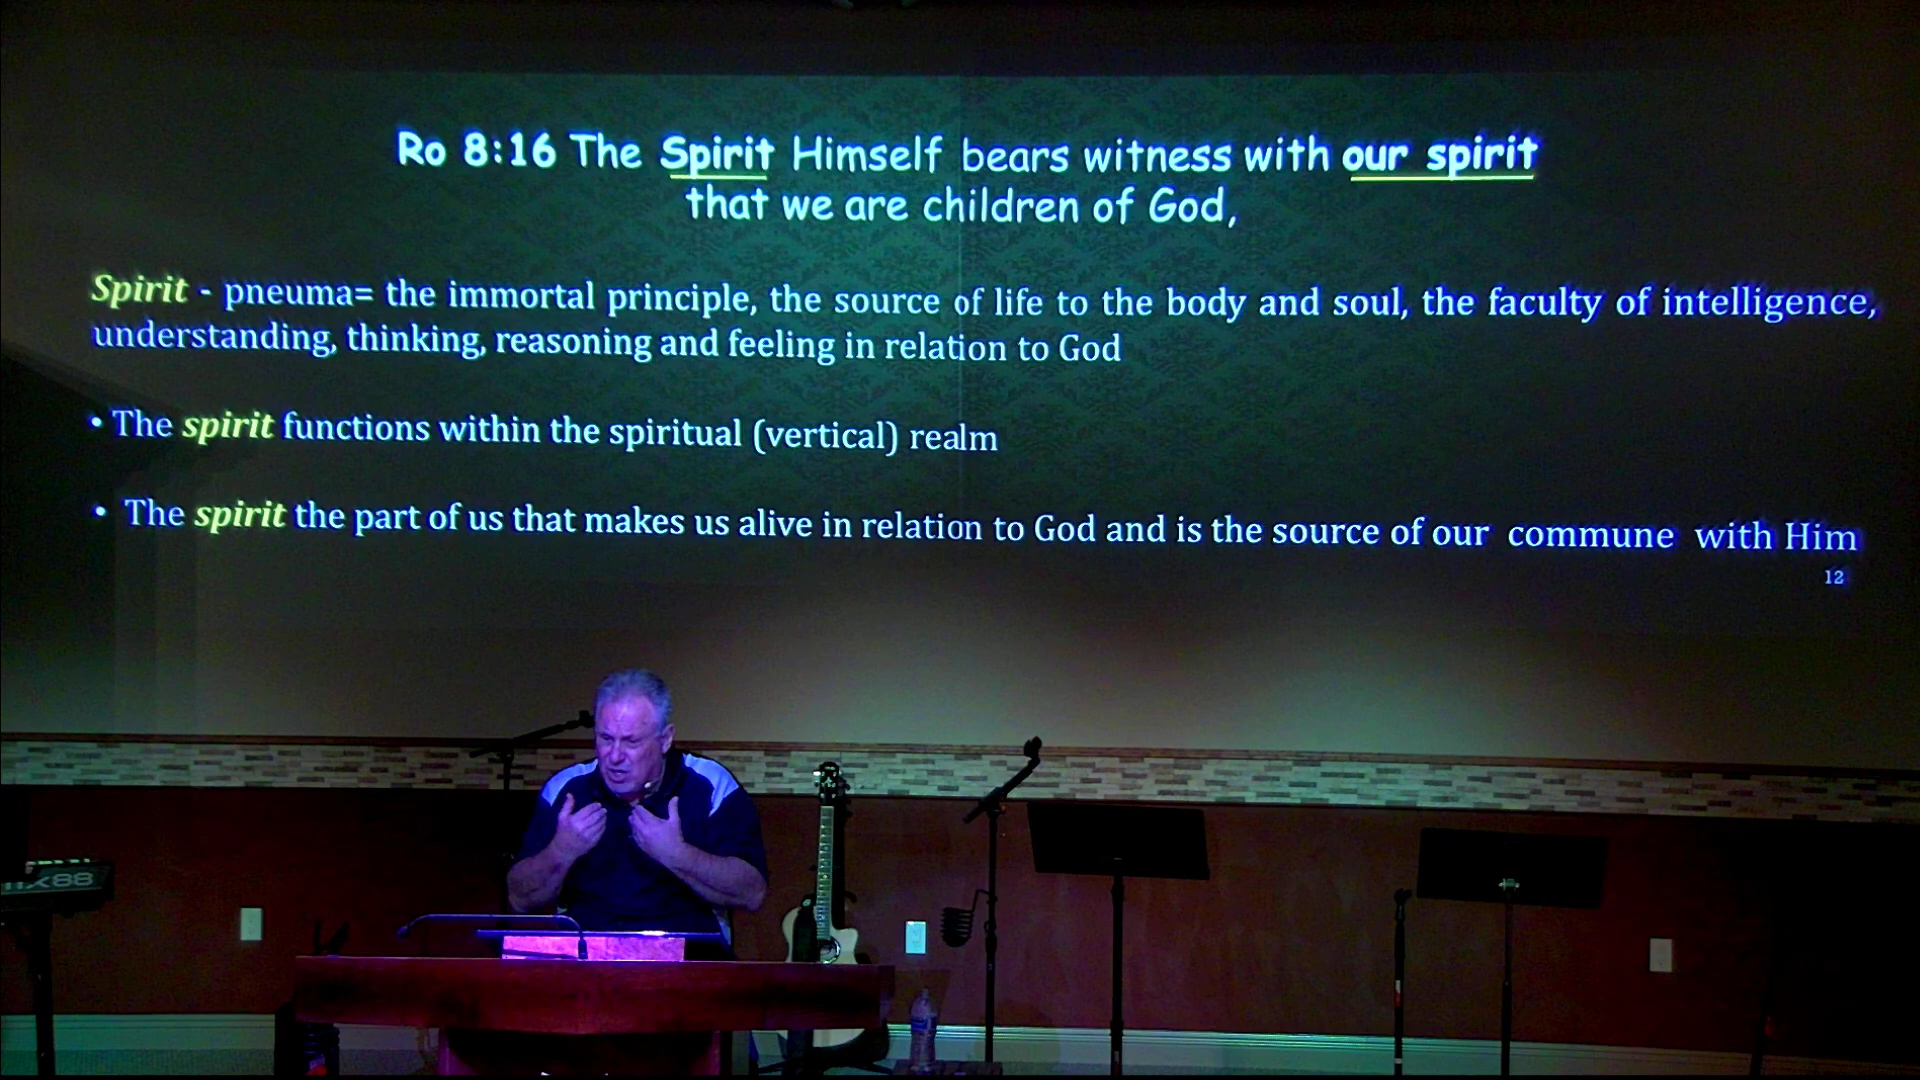 Ro 8:16 The Spirit Himself bears witness with our spirit
that we are children of God,
Spirit - pneuma= the immortal principle, the source of life to the body and soul, the faculty of intelligence,
understanding, thinking, reasoning and feeling in relation to God
• The spirit functions within the spiritual (vertical) realm
• The spirit the part of us that makes us alive in relation to God and is the source of our commune with Him
12